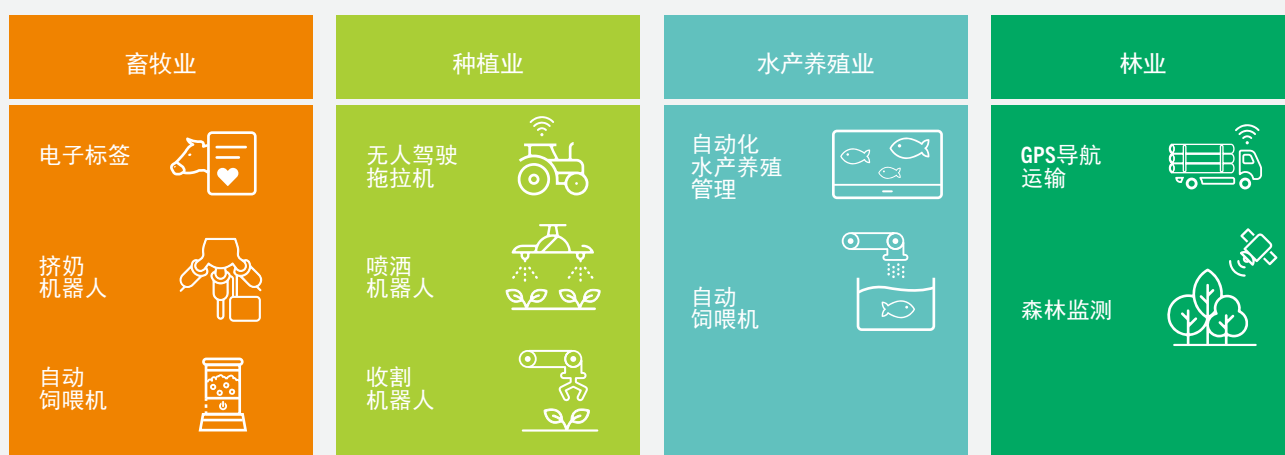 畜牧业
电子标签
挤奶
机器人
自动
饲喂机
种植业
无人驾驶
拖拉机
喷洒
机器人
收割
机器人
水产养殖业
自动化
水产养殖
管理
自动
饲喂机
林业
GPS导航
运输
森林监测